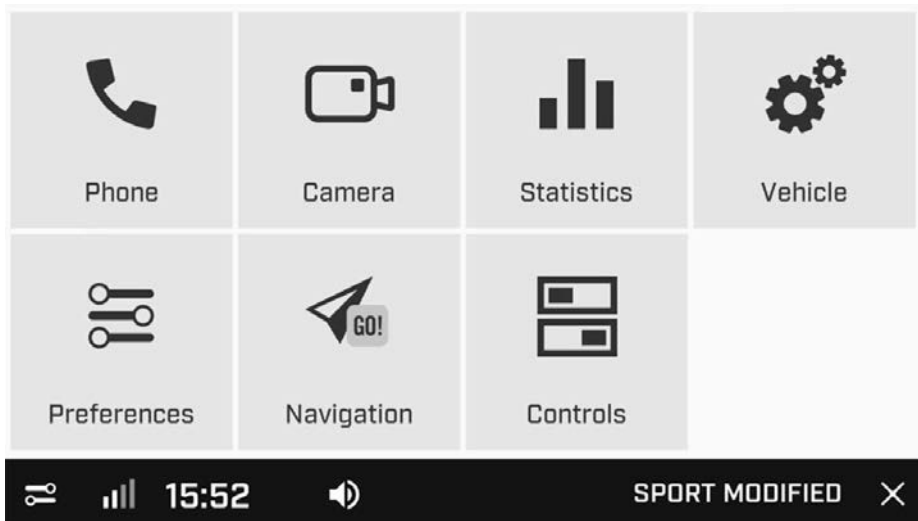 Phone
Camera
Statistics
Vehicle
Preferences
GO!
Navigation
Controls
15:52
SPORT MODIFIED